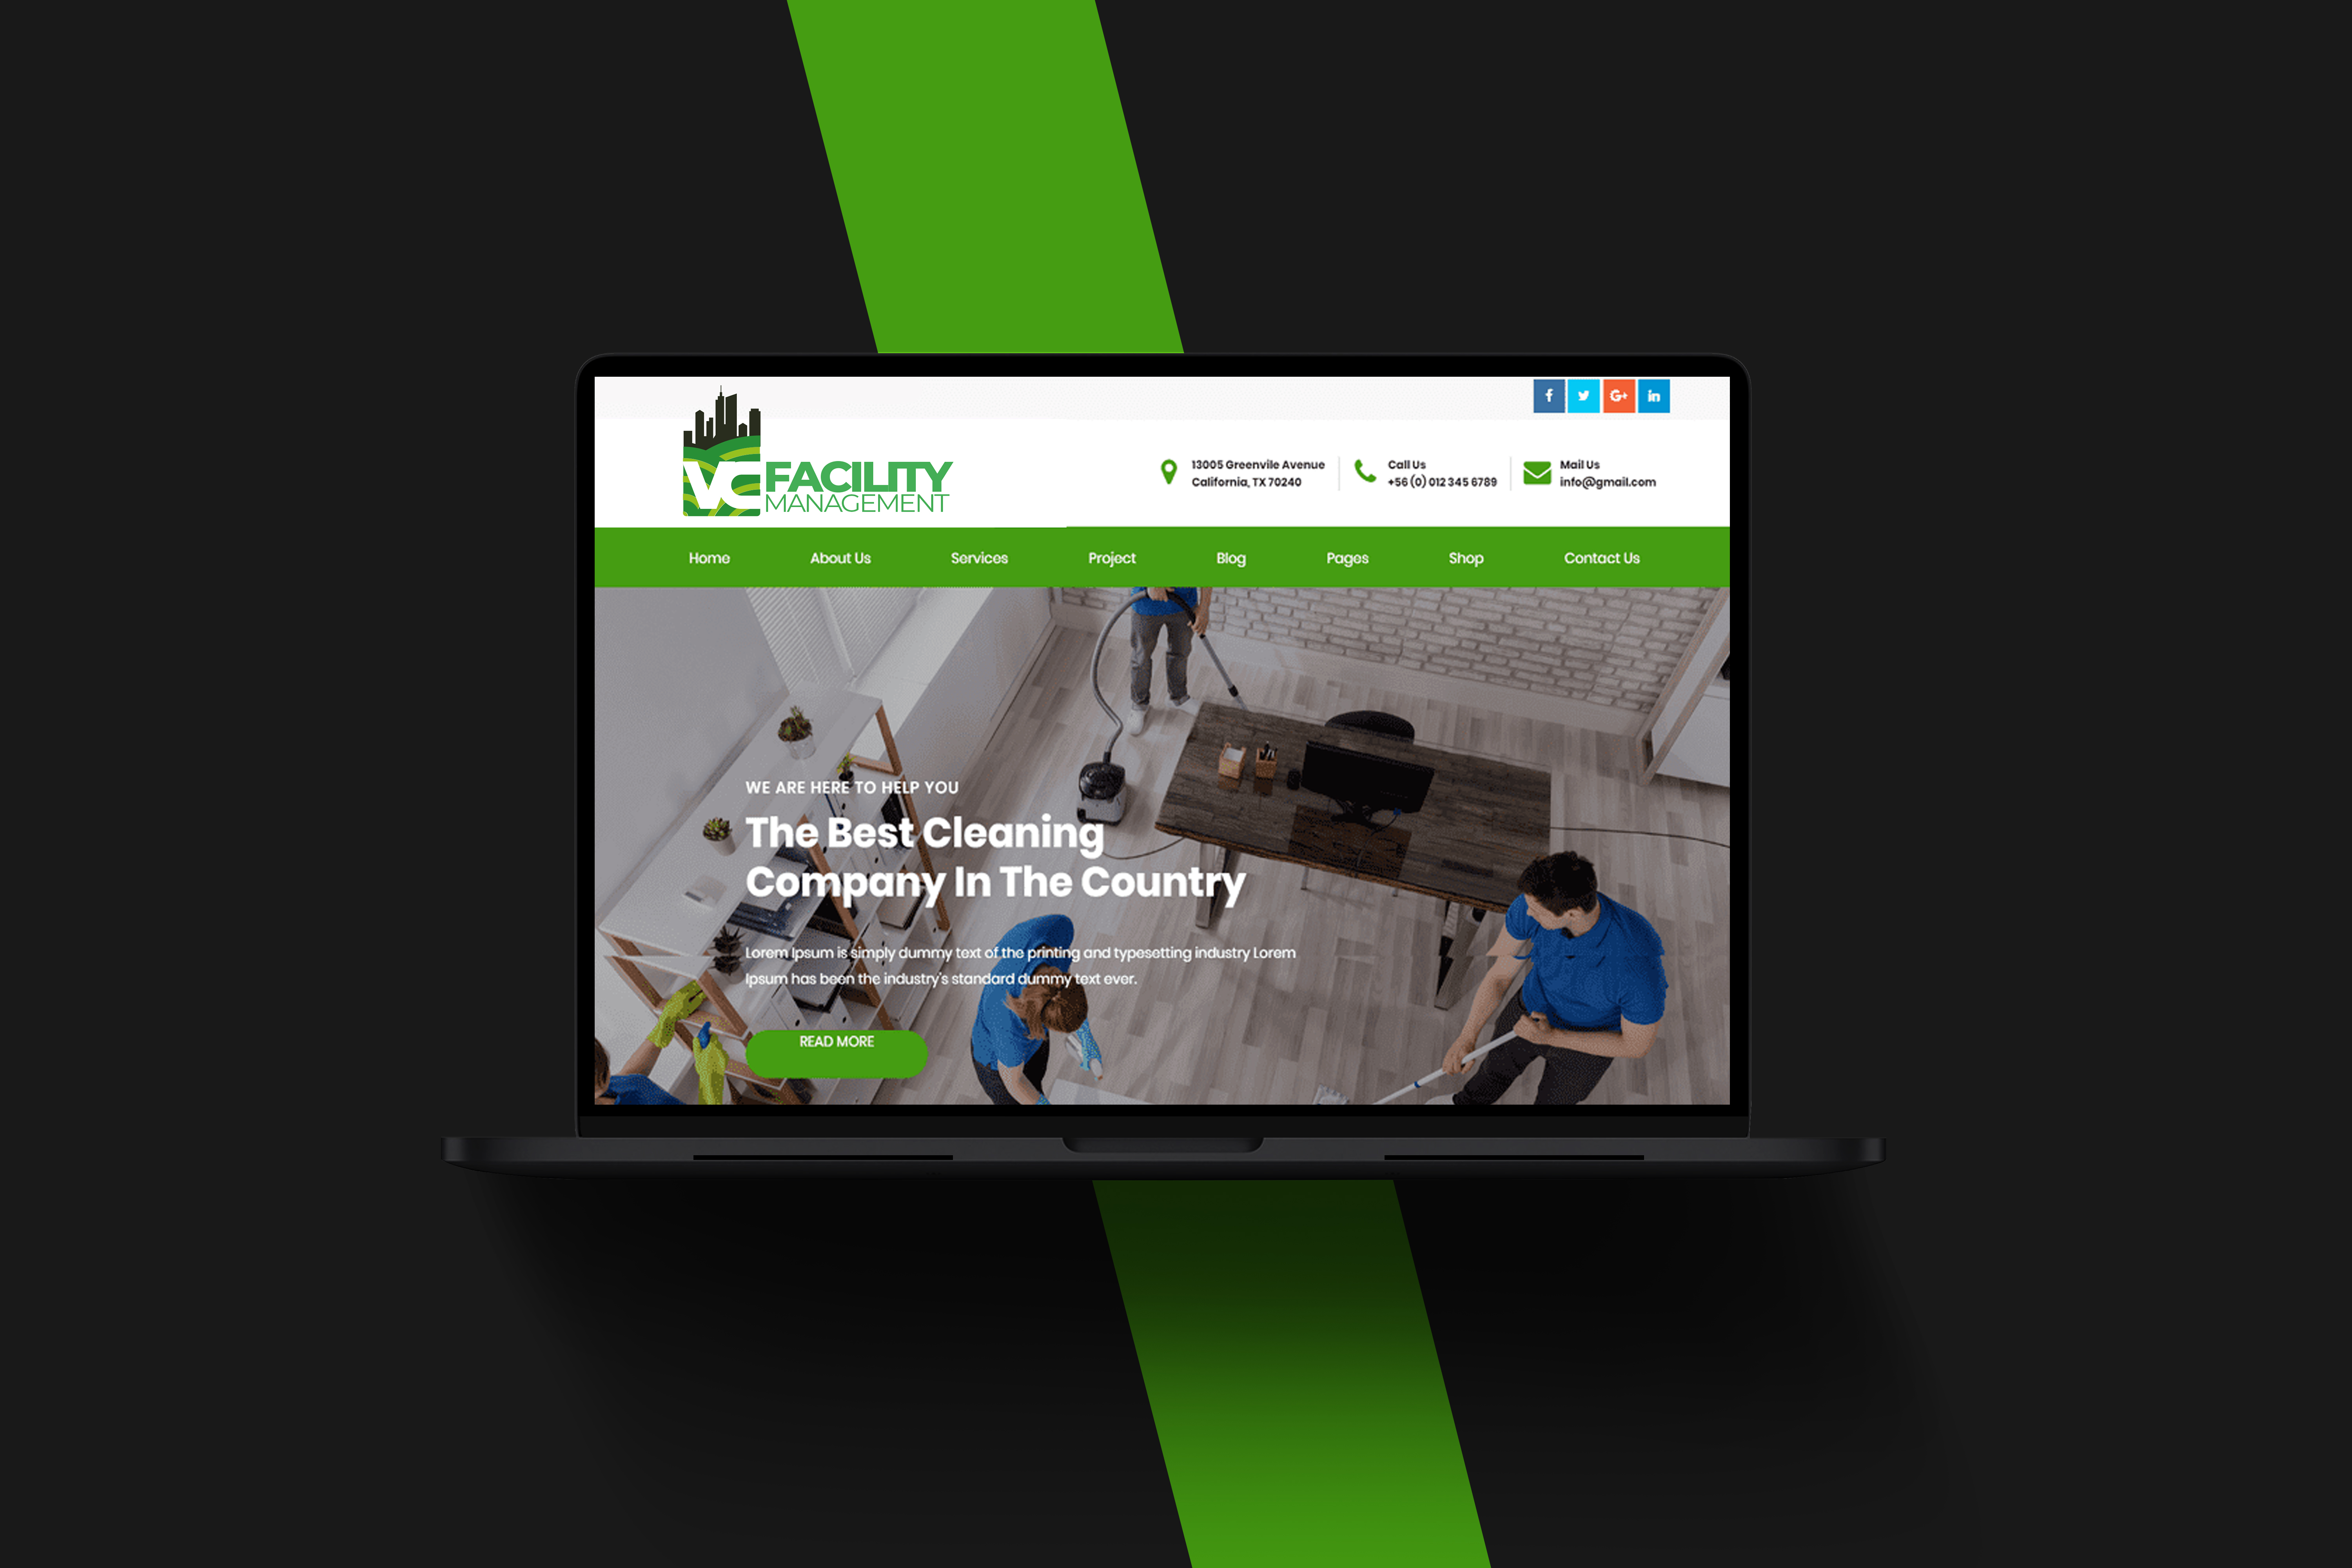 f
G+
in
VC FACILITY
MANAGEMENT
13005 Greenvile Avenue
California, TX 70240
Call Us
+56 (0) 012 345 6789
Mail Us
info@gmail.com
Home About Us Services Project Blog Pages Shop Contact Us
WE ARE HERE TO HELP YOU
The Best Cleaning
Company In The Country
Lorem Ipsum is simply dummy text of the printing and typesetting industry Lorem
Ipsum has been the industry's standard dummy text ever.
READ MORE